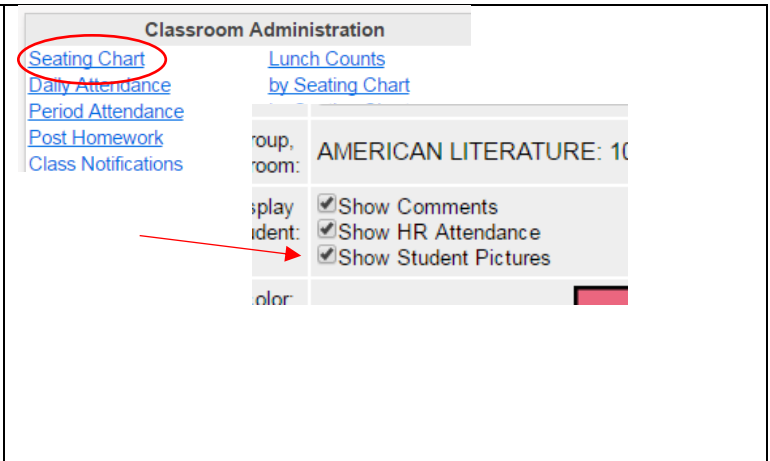 Classroom Administration
Seating Chart
Lunch Counts
Daily Attendance
by Seating Chart
Period Attendance
Post Homework
Class Notifications
roup,
room:
AMERICAN LITERATURE: 10
splay
udent:
Show Comments
Show HR Attendance
Show Student Pictures
olor: